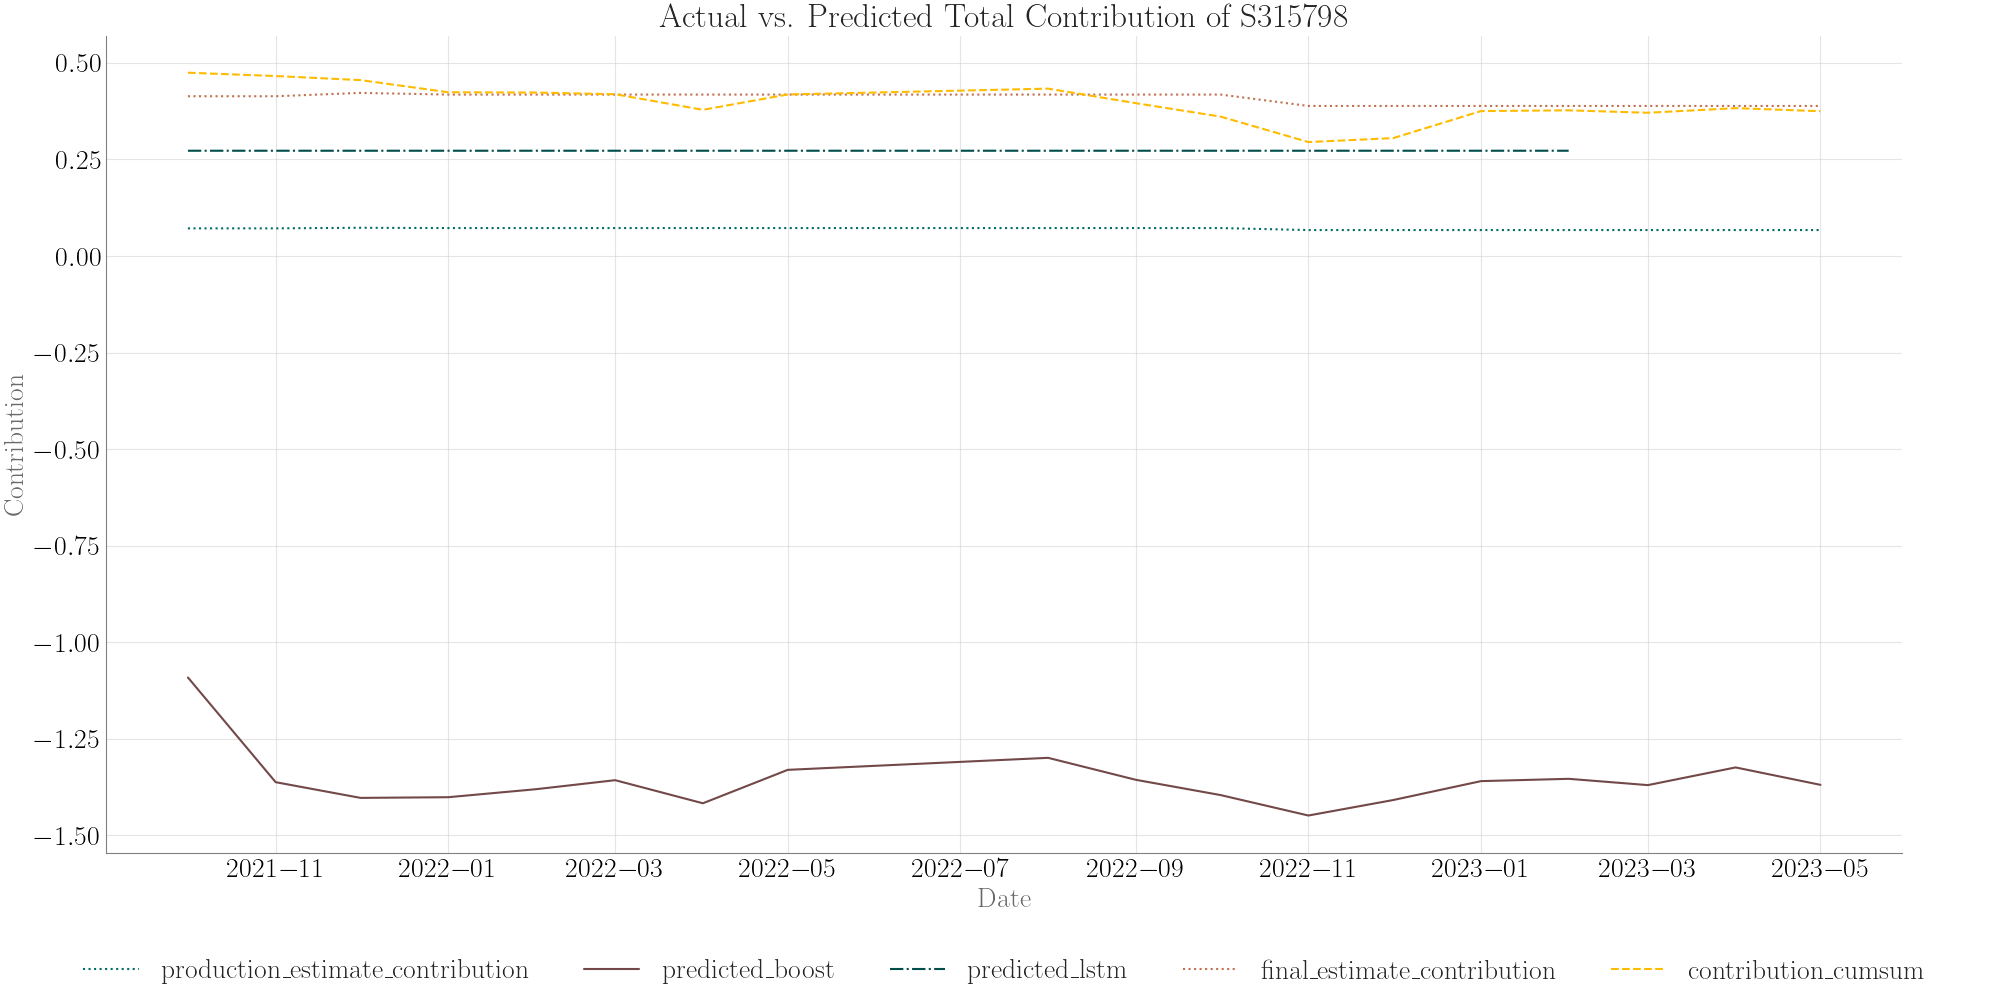 Actual vs. Predicted Total Contribution of S315798
0.50
0.25
0.00
−0.25
−0.50
−0.75
−1.00
−1.25
−1.50
Contribution
2021−11 2022−01 2022−03 2022−05 2022−07 2022−09 2022−11 2023−01 2023−03 2023−05
Date
production_estimate_contribution predicted_boost predicted_lstm final_estimate_contribution contribution_cumsum